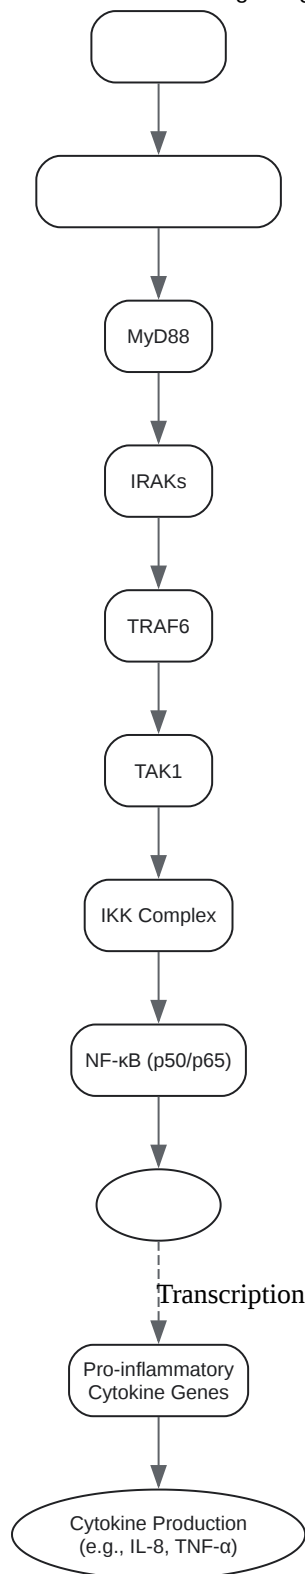 MyD88
IRAKs
TRAF6
TAK1
IKK Complex
NF-κB (p50/p65)
Transcription
Pro-inflammatory
Cytokine Genes
Cytokine Production
(e.g., IL-8, TNF-α)